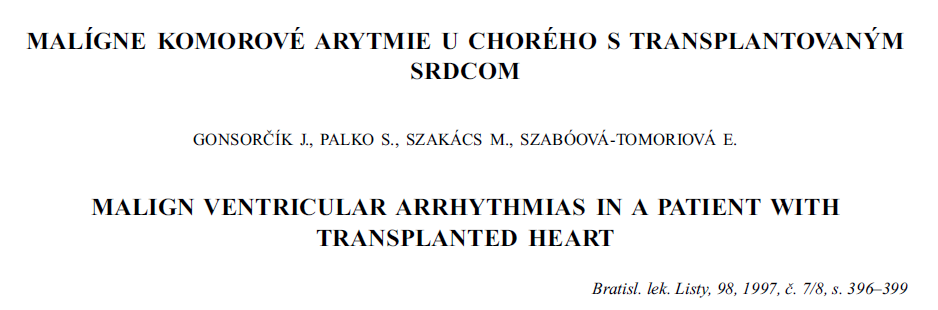 MALÍGNE KOMOROVÉ ARYTMIE U CHORÉHO S TRANSPLANTOVANÝM
SRDCOM
GONSORČÍK J., PALKO S., SZAKÁCS M., SZABÓOVÁ-TOMORIOVÁ E.
MALIGN VENTRICULAR ARRHYTHMIAS IN A PATIENT WITH
TRANSPLANTED HEART
Bratisl. lek. Listy, 98, 1997, č. 7/8, s. 396–399